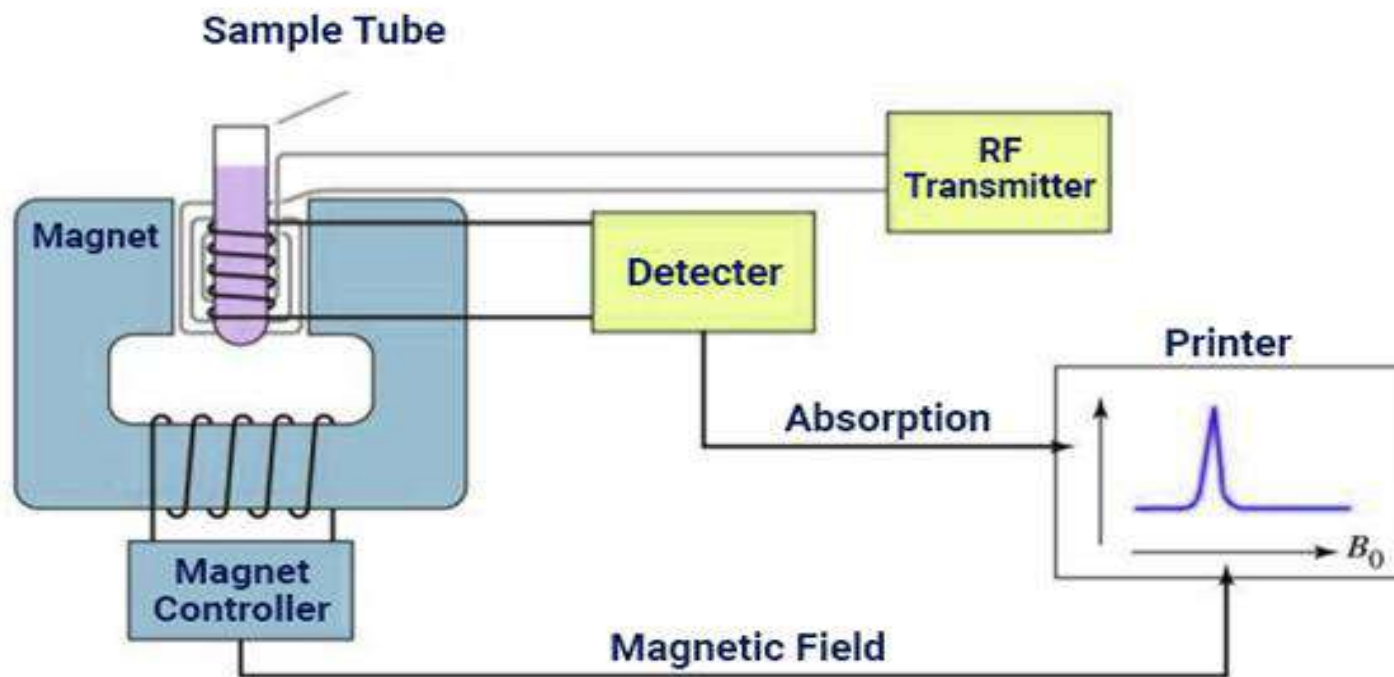 Sample Tube
RF
Transmitter
Magnet
Detecter
Printer
Absorption
B₀
Magnet
Controller
Magnetic Field